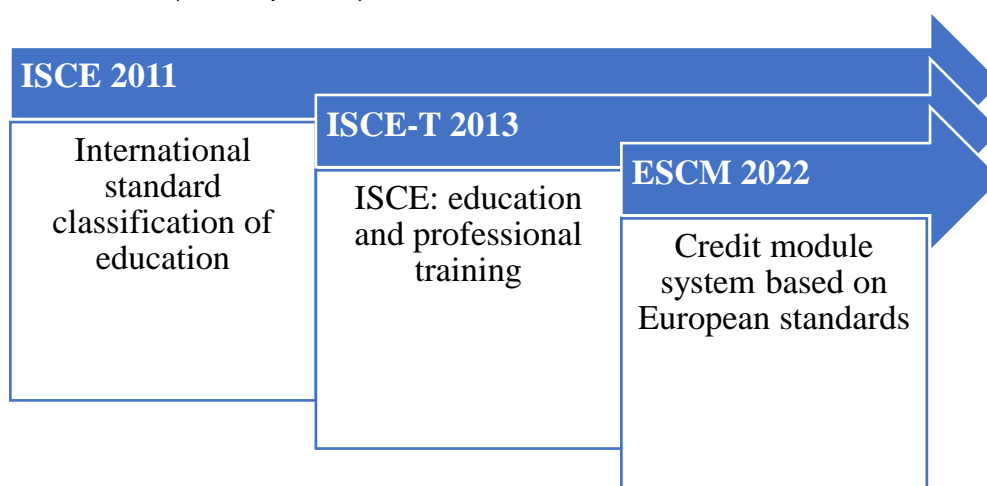 ISCE 2011
International
standard
classification of
education
ISCE-T 2013
ISCE: education
and professional
training
ESCM 2022
Credit module
system based on
European standards